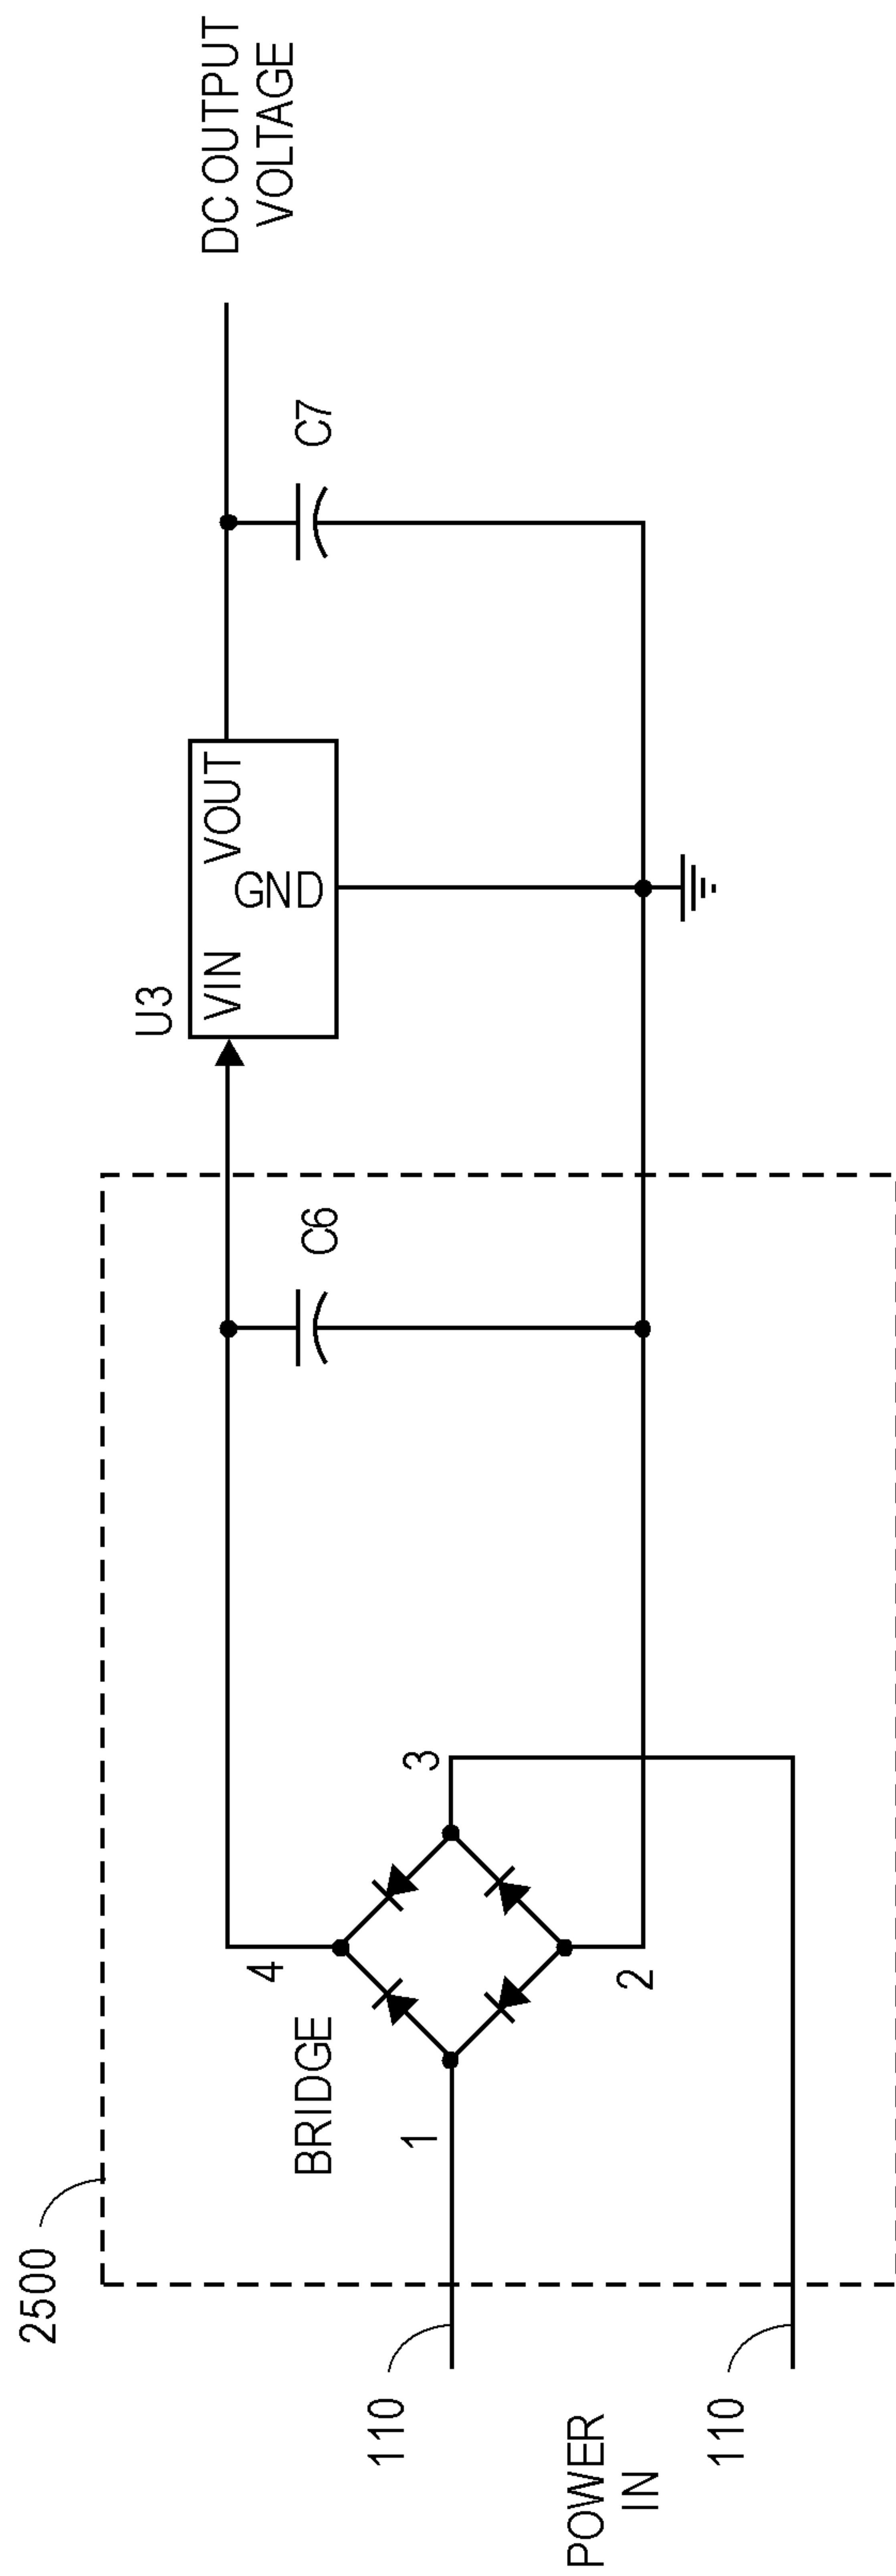 2500
110
POWER
IN
110
BRIDGE
1
4
3
2
C6
U3
VIN
VOUT
GND
C7
DC OUTPUT
VOLTAGE